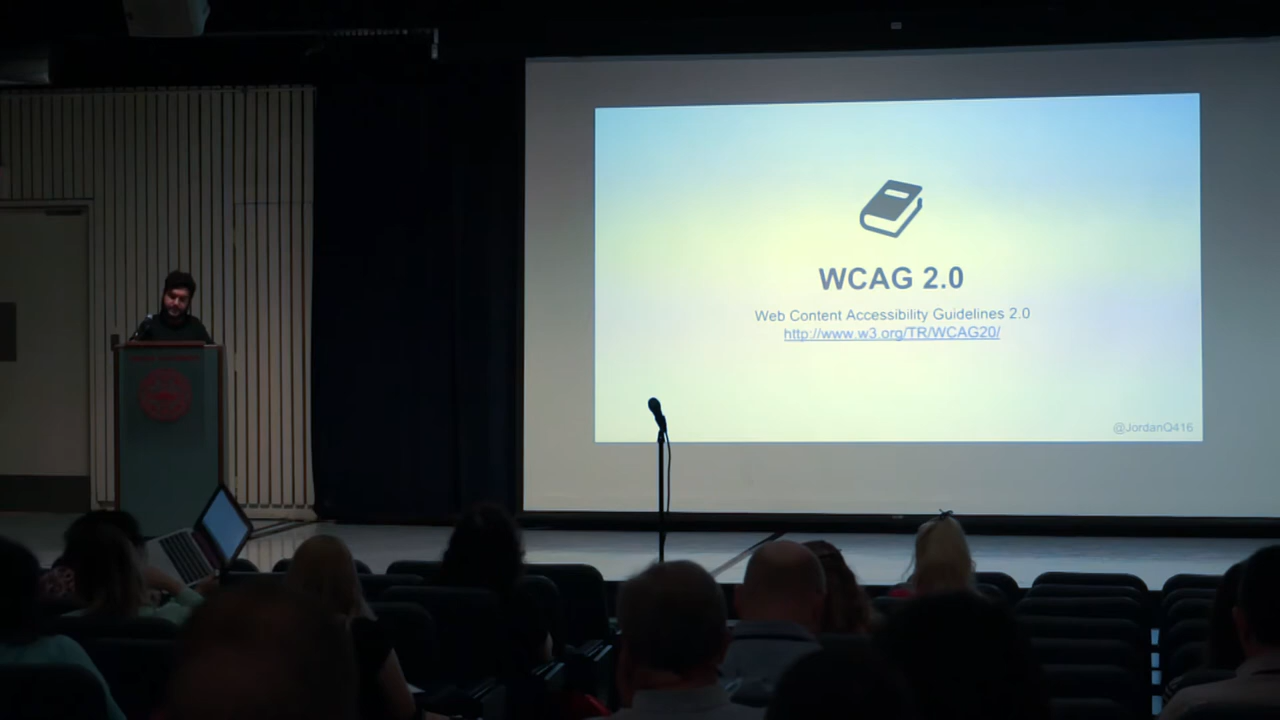 WCAG 2.0
Web Content Accessibility Guidelines 2.0
http://www.w3.org/TR/WCAG20/
@JordanQ416